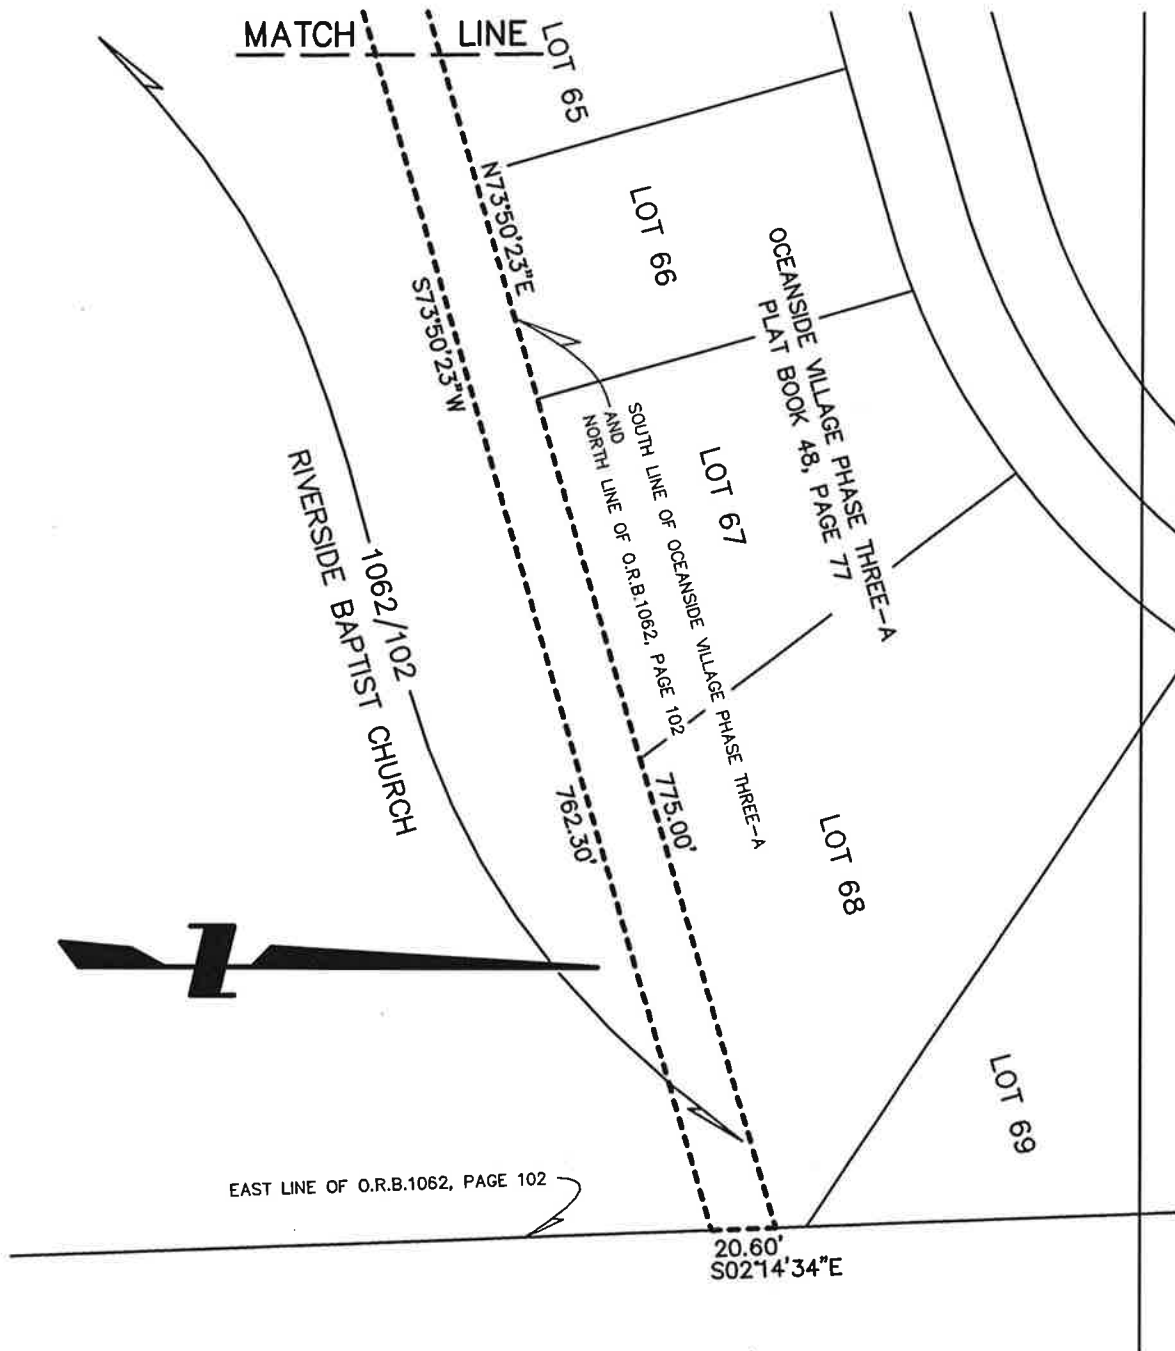 MATCH LINE
LOT 65
N73°50'23"E
S73°50'23"W
LOT 66
OCEANSIDE VILLAGE PHASE THREE-A
PLAT BOOK 48, PAGE 77
SOUTH LINE OF OCEANSIDE VILLAGE PHASE THREE-A
AND
NORTH LINE OF O.R.B.1062, PAGE 102
LOT 67
1062/102
RIVERSIDE BAPTIST CHURCH
775.00'
762.30'
LOT 68
N
LOT 69
EAST LINE OF O.R.B.1062, PAGE 102
20.60'
S02°14'34"E